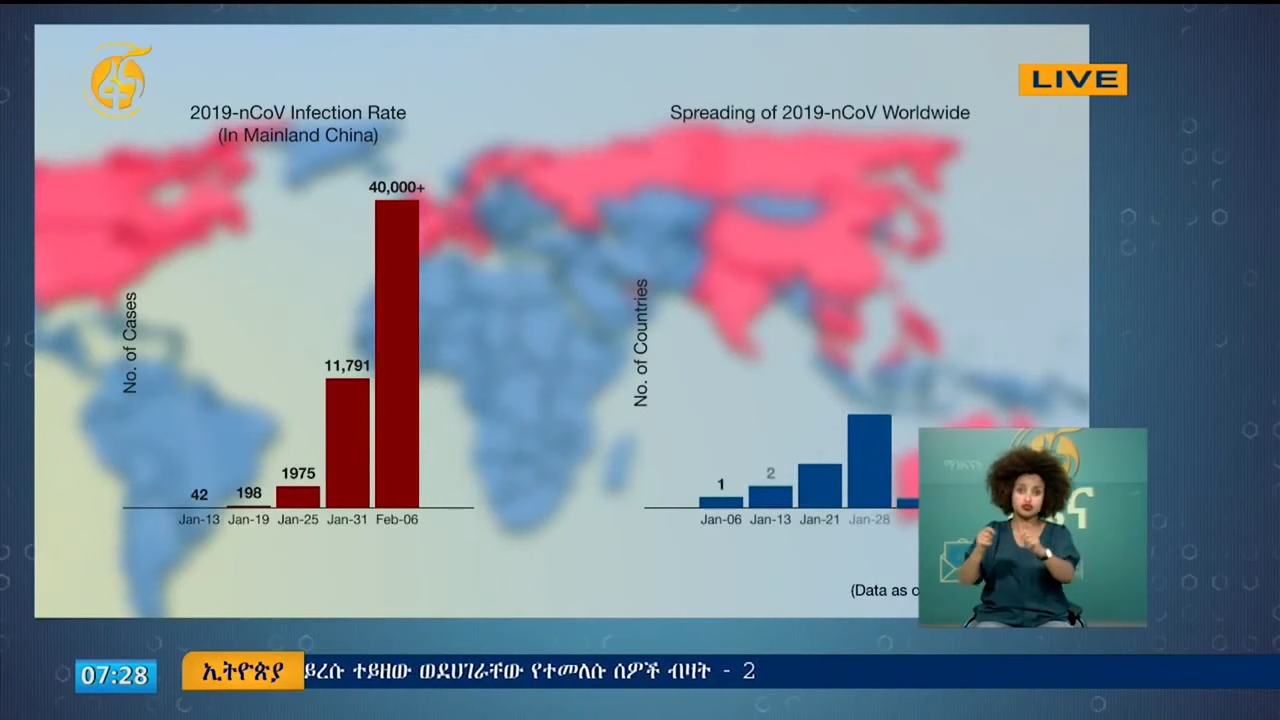 LIVE
2019-nCoV Infection Rate
(In Mainland China)
No. of Cases
40,000+
11,791
1975
198
42
Jan-13 Jan-19 Jan-25 Jan-31 Feb-06
Spreading of 2019-nCoV Worldwide
No. of Countries
1
2
Jan-06 Jan-13 Jan-21 Jan-28
(Data as
07:28
ኢትዮጵያ
ይረሱ ተይዘው ወደሀገራቸው የተመለሱ ሰዎች ብዛት - 2